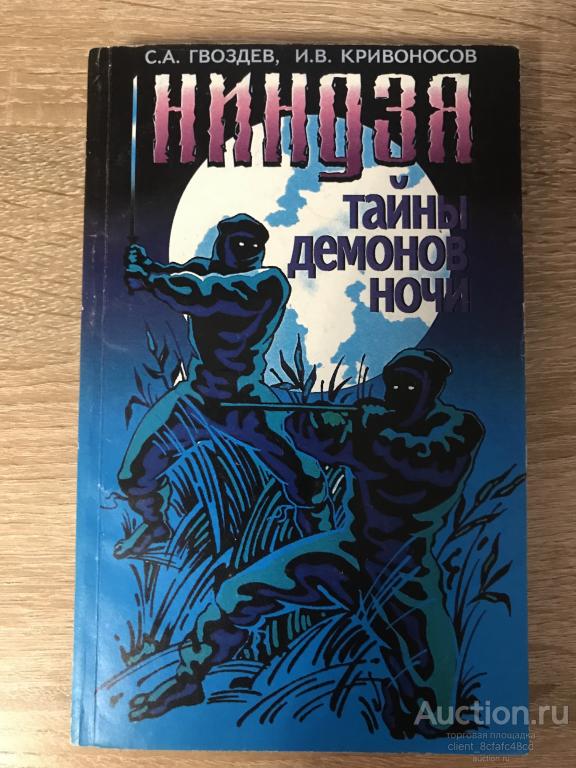 С.А. ГВОЗДЕВ, И.В. КРИВОНОСОВ
НИНДЗЯ
тайны
демонов
ночи
Auction.ru
торговая площадка
client_8cfafc48cd
auction.ru